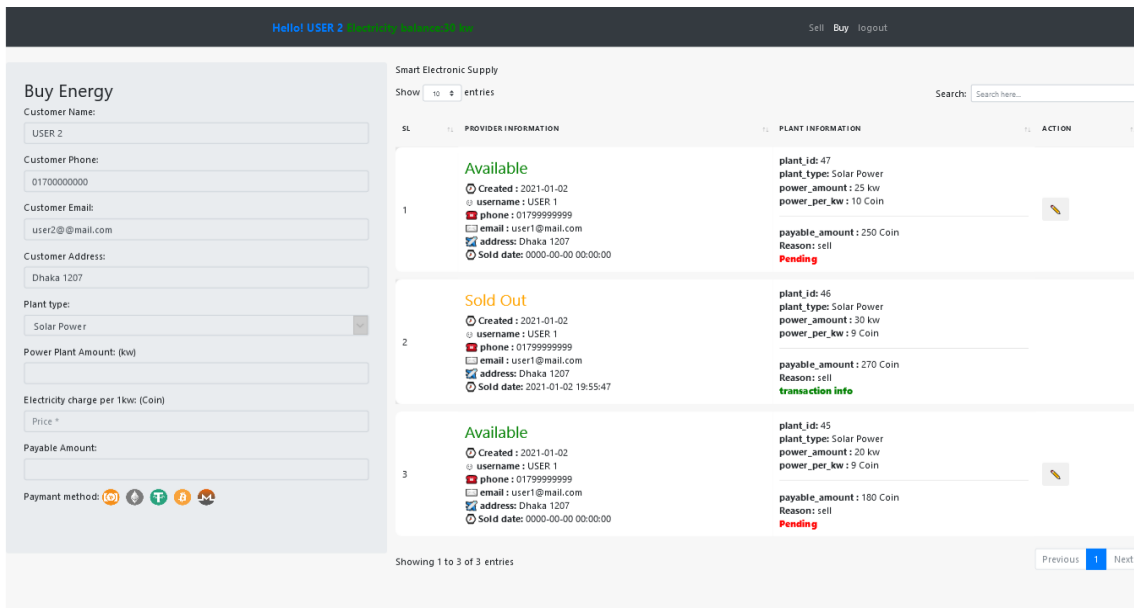 Hello! USER 2 Electricity balance:30 kw
Sell Buy logout
Buy Energy
Customer Name:
USER 2
Customer Phone:
01700000000
Customer Email:
user2@@mail.com
Customer Address:
Dhaka 1207
Plant type:
Solar Power
Power Plant Amount: (kw)
Electricity charge per 1kw: (Coin)
Price *
Payable Amount:
Paymant method:
Smart Electronic Supply
Show 10 entries
Search: Search here...
SL PROVIDER INFORMATION PLANT INFORMATION ACTION
1
Available
Created : 2021-01-02
username : USER 1
phone : 01799999999
email : user1@mail.com
address: Dhaka 1207
Sold date: 0000-00-00 00:00:00
plant_id: 47
plant_type: Solar Power
power_amount : 25 kw
power_per_kw : 10 Coin
payable_amount : 250 Coin
Reason: sell
Pending
2
Sold Out
Created : 2021-01-02
username : USER 1
phone : 01799999999
email : user1@mail.com
address: Dhaka 1207
Sold date: 2021-01-02 19:55:47
plant_id: 46
plant_type: Solar Power
power_amount : 30 kw
power_per_kw : 9 Coin
payable_amount : 270 Coin
Reason: sell
transaction info
3
Available
Created : 2021-01-02
username : USER 1
phone : 01799999999
email : user1@mail.com
address: Dhaka 1207
Sold date: 0000-00-00 00:00:00
plant_id: 45
plant_type: Solar Power
power_amount : 20 kw
power_per_kw : 9 Coin
payable_amount : 180 Coin
Reason: sell
Pending
Showing 1 to 3 of 3 entries
Previous 1 Next